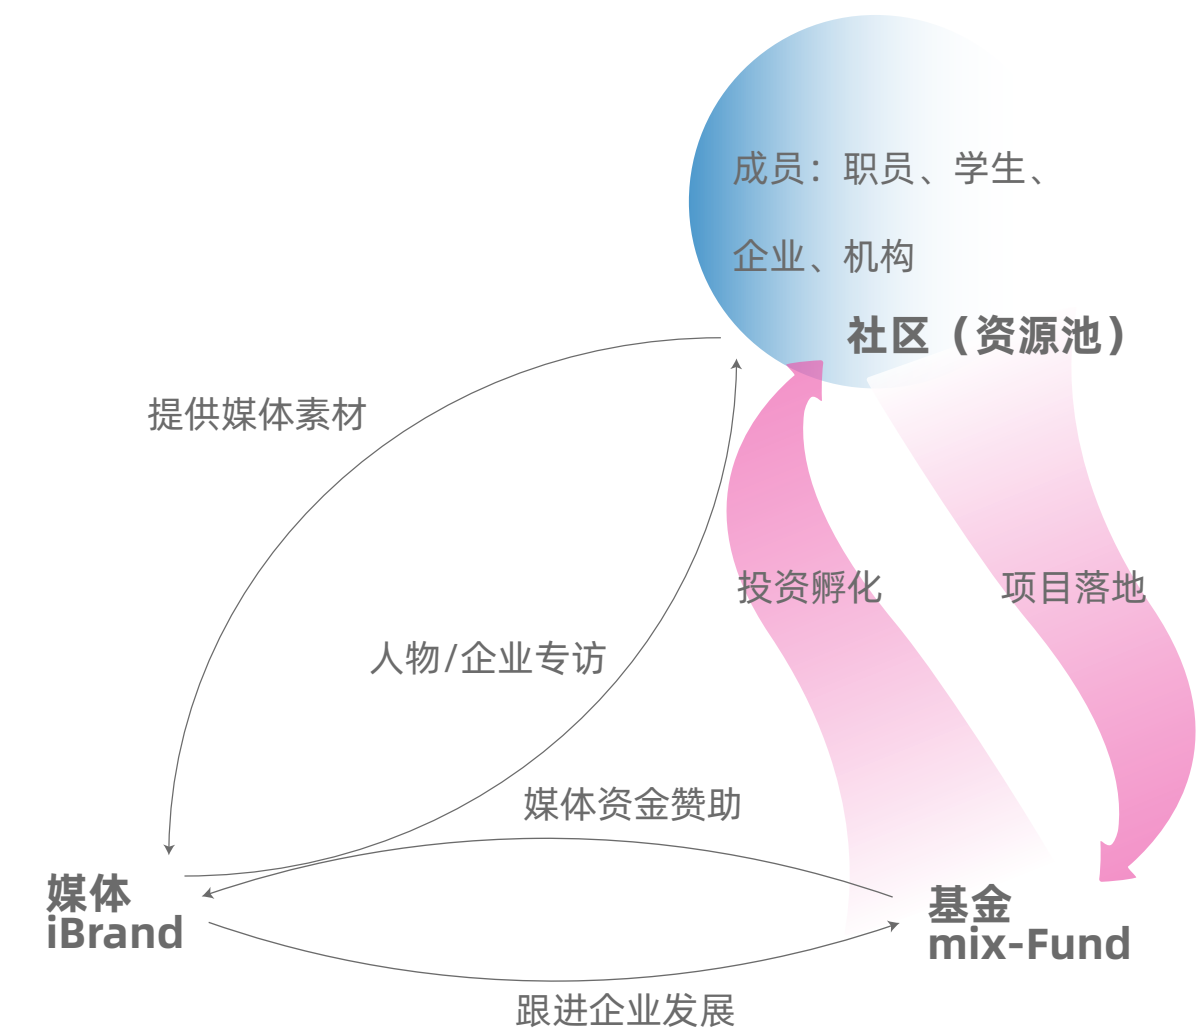 成员：职员、学生、
企业、机构
社区（资源池）
提供媒体素材
投资孵化
项目落地
人物/企业专访
媒体资金赞助
媒体
iBrand
基金
mix-Fund
跟进企业发展